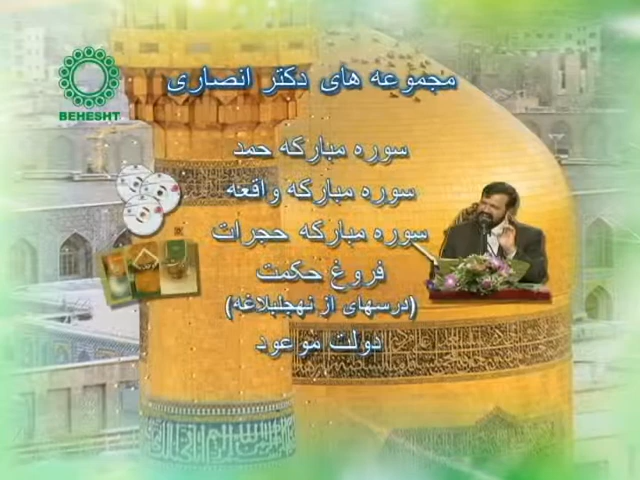 مجموعه های دکتر انصاری
BEHESHT
سوره مبارکه حمد
سوره مبارکه واقعه
سوره مبارکه حجرات
فروغ حکمت
(درسهای از نهجلبلاغه)
دولت موعود